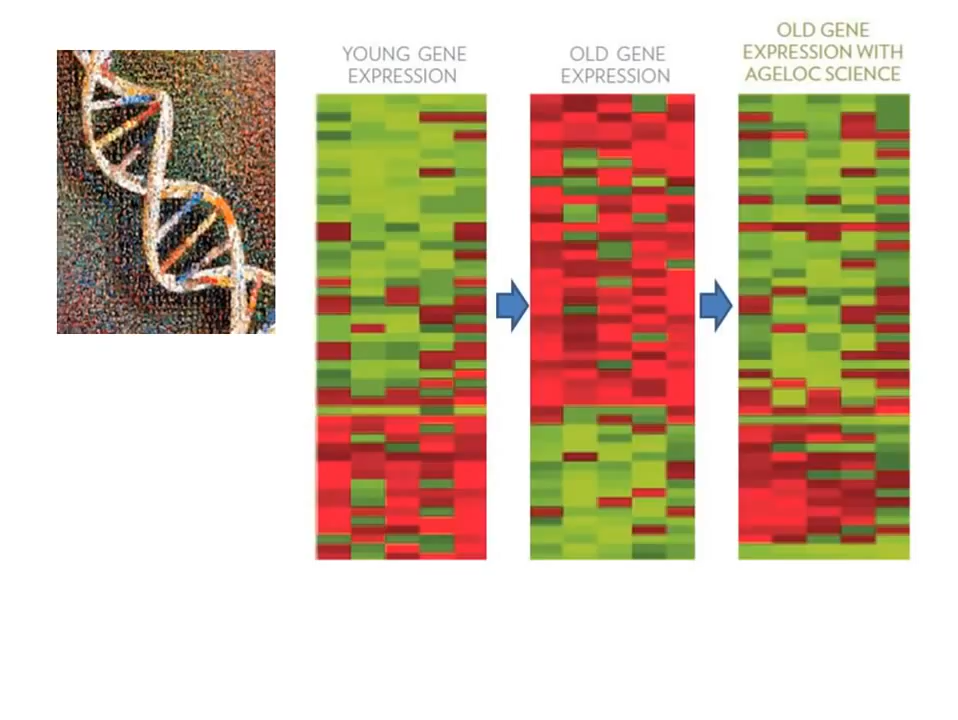 YOUNG GENE
EXPRESSION
OLD GENE
EXPRESSION
OLD GENE
EXPRESSION WITH
AGELOC SCIENCE